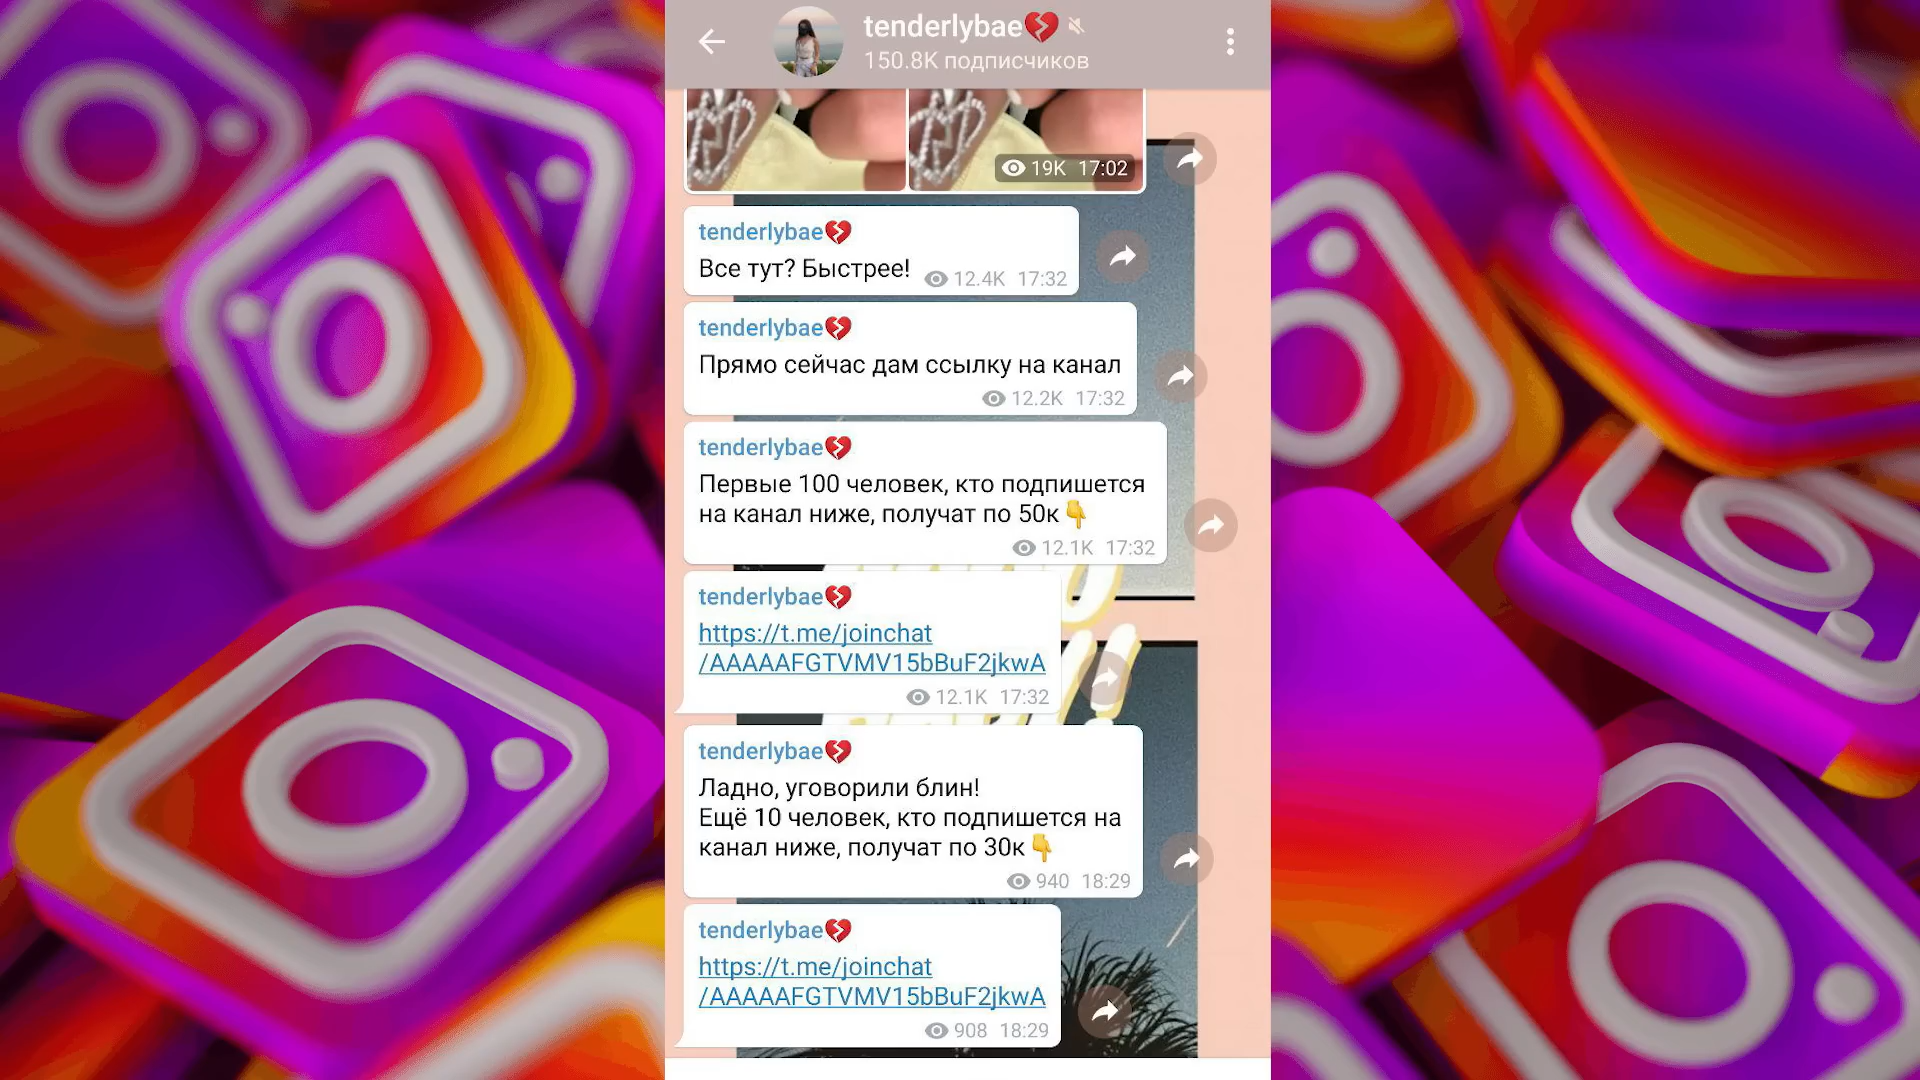 tenderlybae💔
150.8K подписчиков
19K 17:02
tenderlybae💔
Все тут? Быстрее!
12.4K 17:32
tenderlybae💔
Прямо сейчас дам ссылку на канал
12.2K 17:32
tenderlybae💔
Первые 100 человек, кто подпишется
на канал ниже, получат по 50к👇
12.1K 17:32
tenderlybae💔
https://t.me/joinchat
/AAAAAFGTVMV15bBuF2jkwA
12.1K 17:32
tenderlybae💔
Ладно, уговорили блин!
Ещё 10 человек, кто подпишется на
канал ниже, получат по 30к👇
940 18:29
tenderlybae💔
https://t.me/joinchat
/AAAAAFGTVMV15bBuF2jkwA
908 18:29